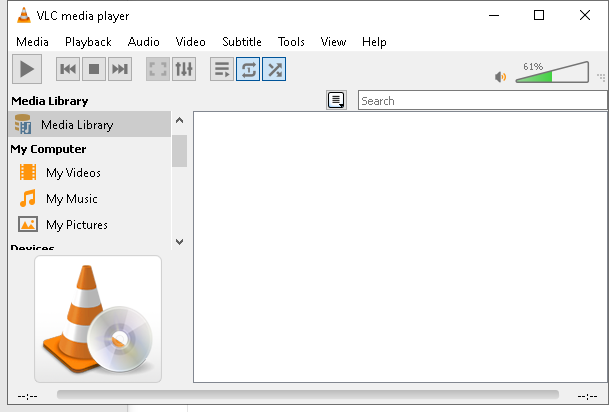 VLC media player
Media Playback Audio Video Subtitle Tools View Help
61%
Media Library
Search
Media Library
My Computer
My Videos
My Music
My Pictures
Devices
--:-- --:--